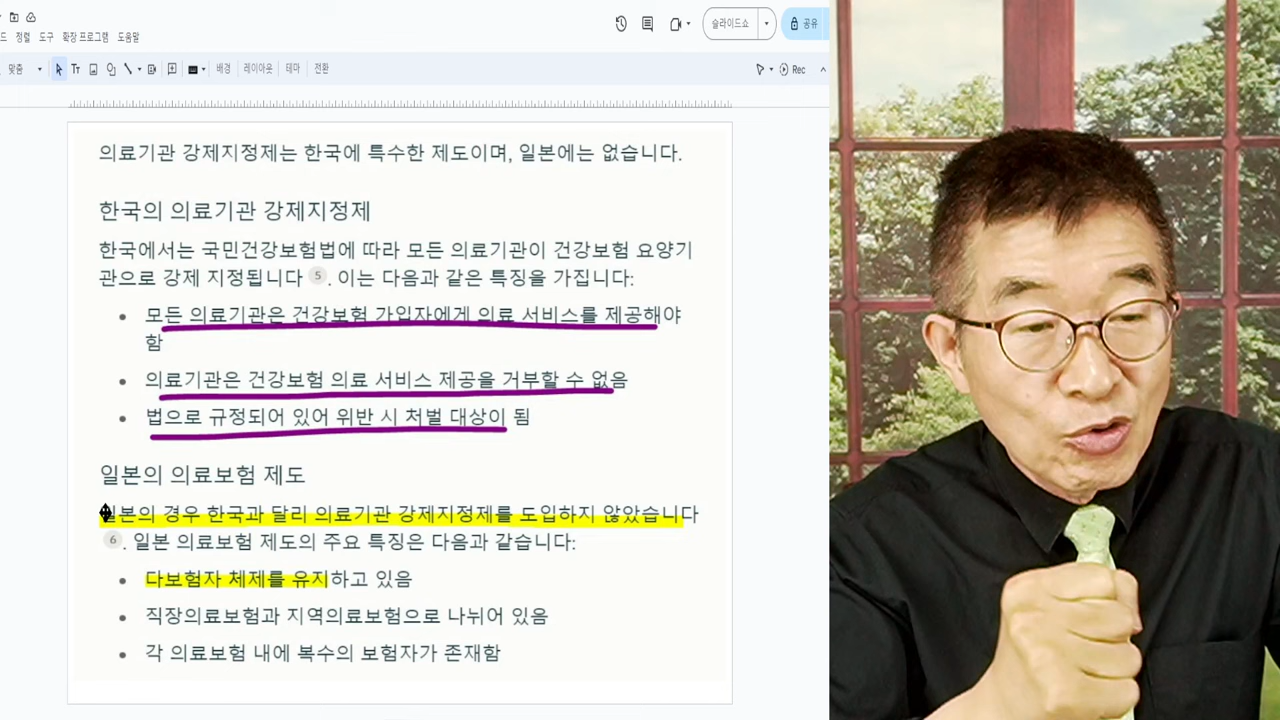 정렬 도구 확장 프로그램 도움말
슬라이드쇼
공유
맞춤
배경 레이아웃 테마 전환
Rec
의료기관 강제지정제는 한국에 특수한 제도이며, 일본에는 없습니다.
한국의 의료기관 강제지정제
한국에서는 국민건강보험법에 따라 모든 의료기관이 건강보험 요양기
관으로 강제 지정됩니다 5. 이는 다음과 같은 특징을 가집니다:
• 모든 의료기관은 건강보험 가입자에게 의료 서비스를 제공해야
함
• 의료기관은 건강보험 의료 서비스 제공을 거부할 수 없음
• 법으로 규정되어 있어 위반 시 처벌 대상이 됨
일본의 의료보험 제도
일본의 경우 한국과 달리 의료기관 강제지정제를 도입하지 않았습니다
6. 일본 의료보험 제도의 주요 특징은 다음과 같습니다:
• 다보험자 체제를 유지하고 있음
• 직장의료보험과 지역의료보험으로 나뉘어 있음
• 각 의료보험 내에 복수의 보험자가 존재함